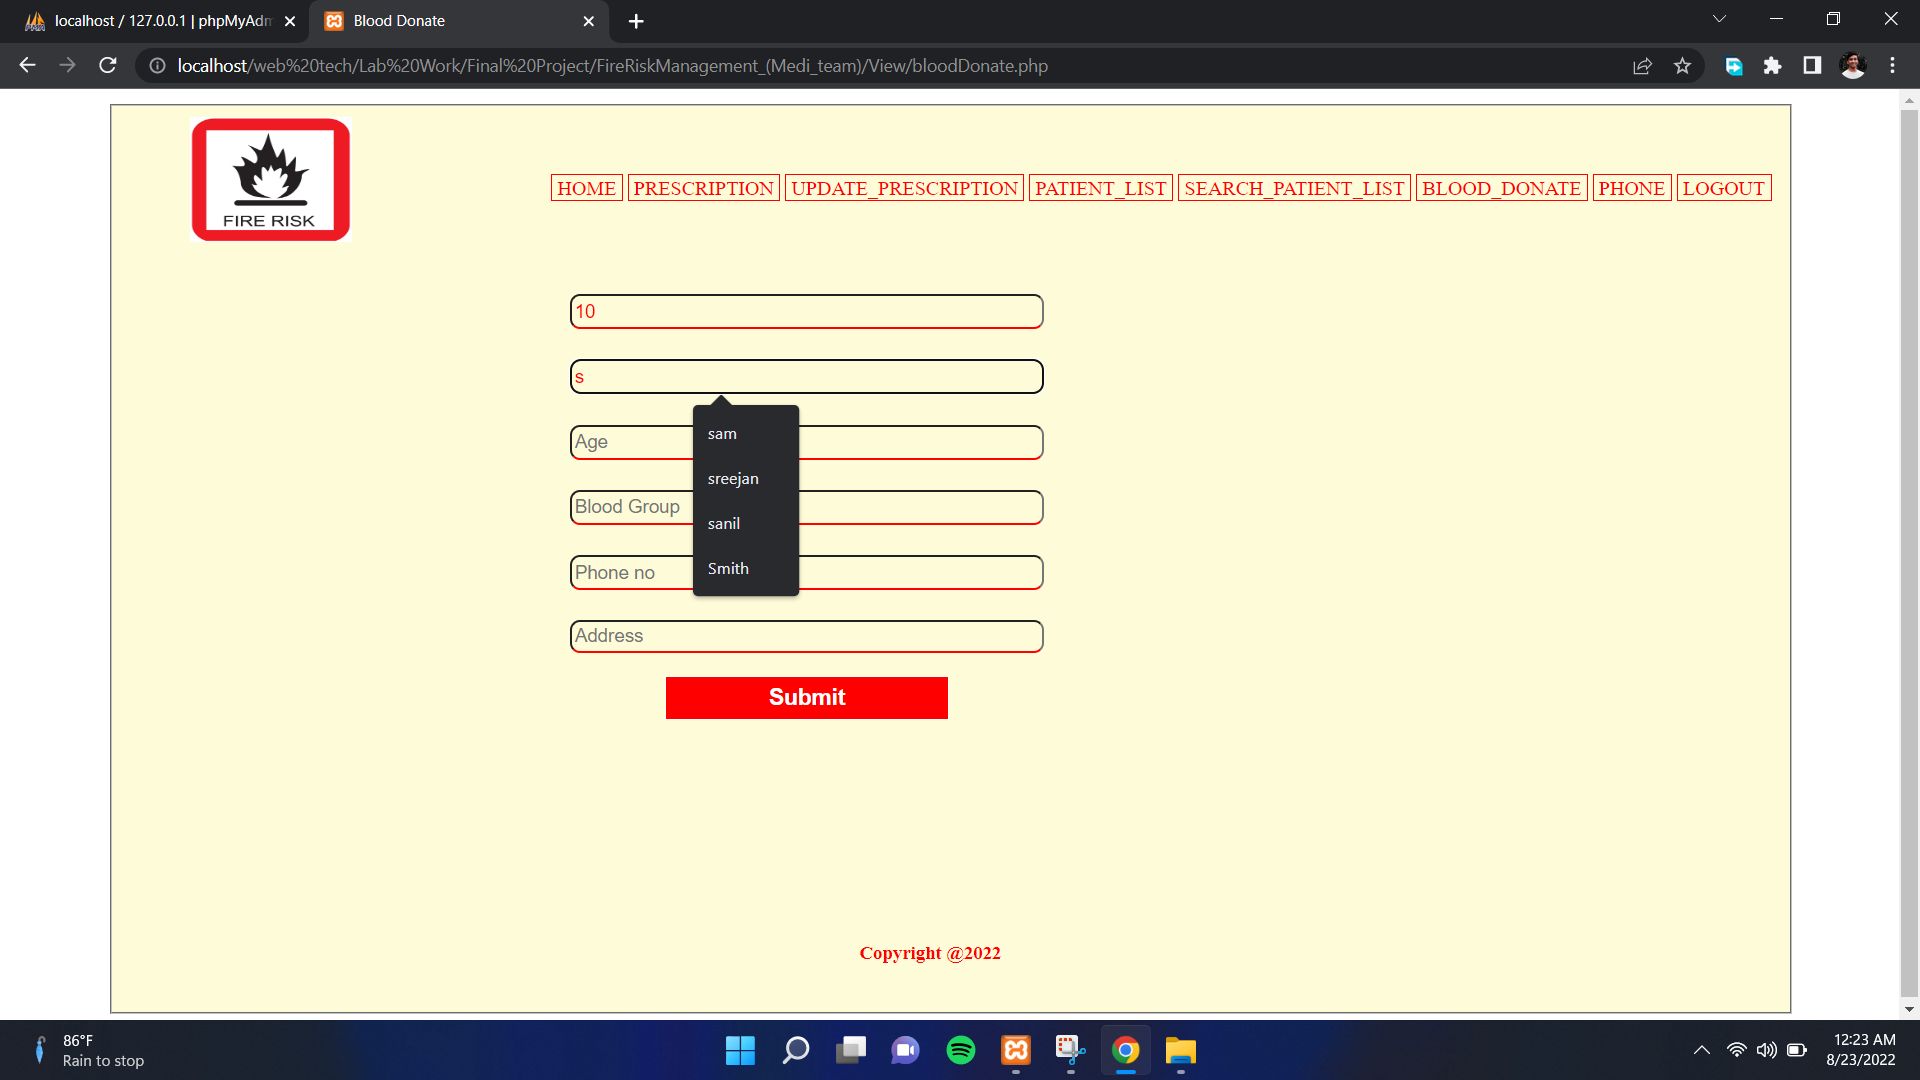 localhost / 127.0.0.1 | phpMyAdm
Blood Donate
localhost/web%20tech/Lab%20Work/Final%20Project/FireRiskManagement_(Medi_team)/View/bloodDonate.php
FIRE RISK
HOME PRESCRIPTION UPDATE_PRESCRIPTION PATIENT_LIST SEARCH_PATIENT_LIST BLOOD_DONATE PHONE LOGOUT
10
s
sam
Age
sreejan
Blood Group
sanil
Phone no
Smith
Address
Submit
Copyright @2022
86°F
Rain to stop
12:23 AM
8/23/2022